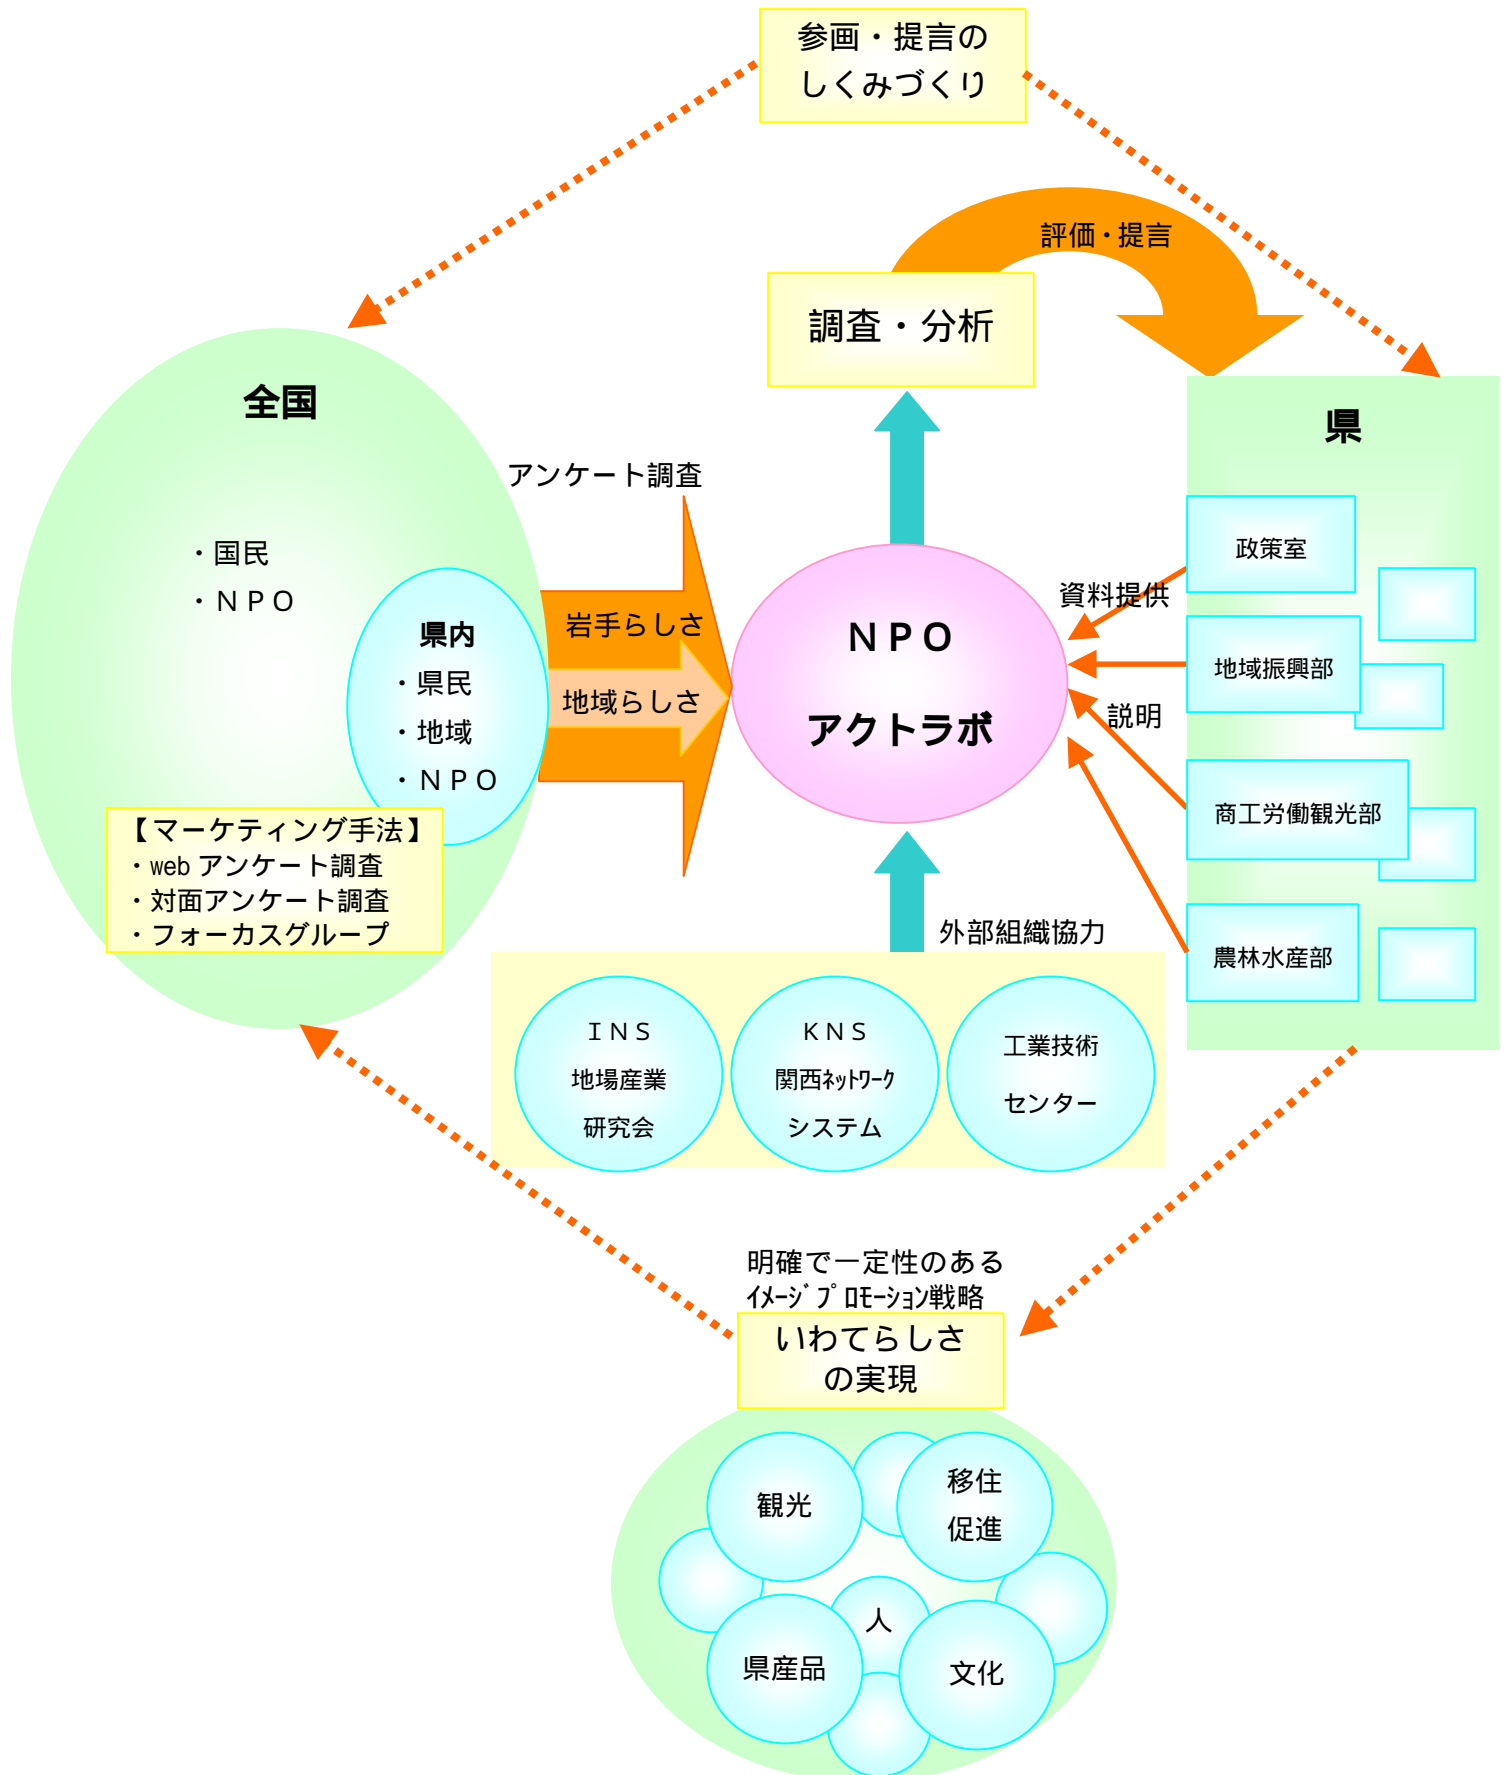 参画・提言の
しくみづくり
評価・提言
調査・分析
全国
・国民
・ＮＰＯ
県内
・県民
・地域
・ＮＰＯ
【マーケティング手法】
・web アンケート調査
・対面アンケート調査
・フォーカスグループ
アンケート調査
岩手らしさ
地域らしさ
ＮＰＯ
アクトラボ
県
政策室
資料提供
地域振興部
説明
商工労働観光部
農林水産部
外部組織協力
ＩＮＳ
地場産業
研究会
ＫＮＳ
関西ﾈｯﾄﾜｰｸ
システム
工業技術
センター
明確で一定性のある
ｲﾒｰｼﾞﾌﾟﾛﾓｰｼｮﾝ戦略
いわてらしさ
の実現
観光
移住
促進
人
県産品
文化